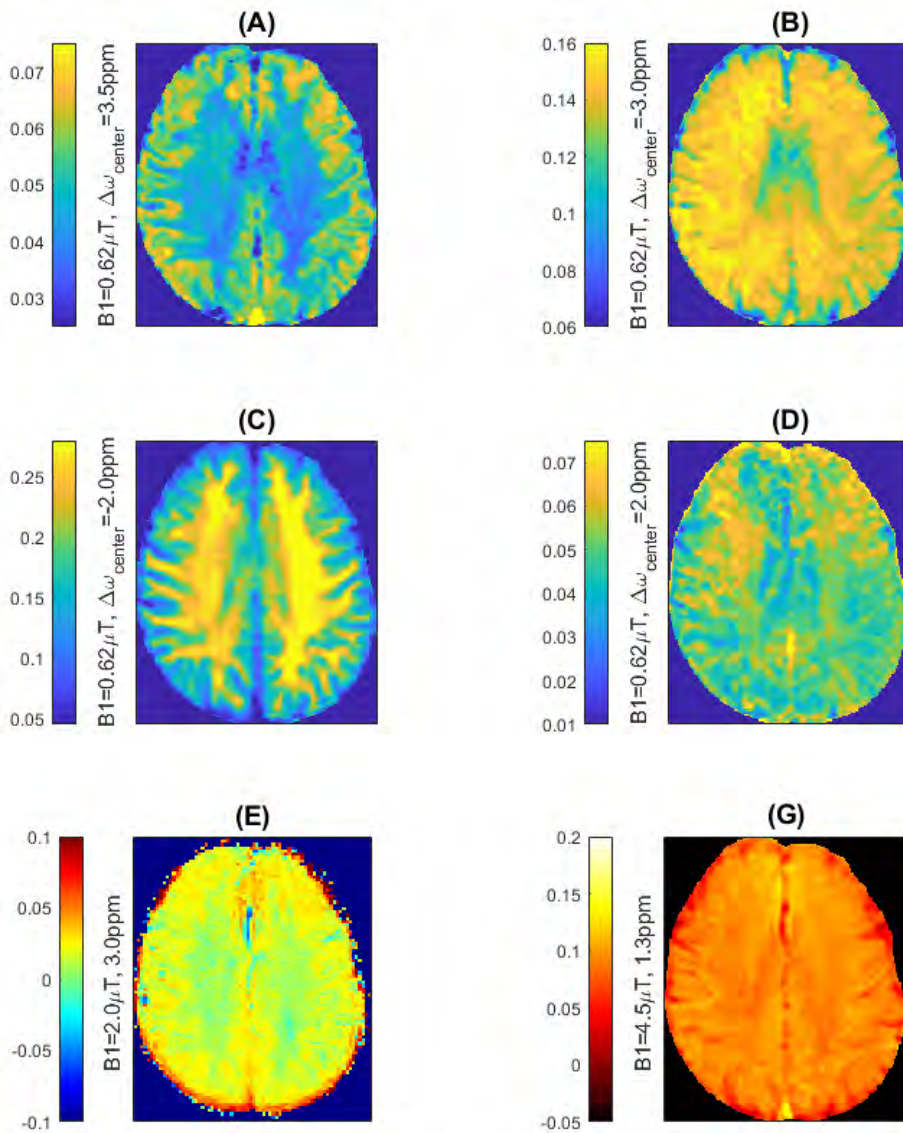 (A)
0.07
0.06
0.05
0.04
0.03
B1=0.62μT, Δω_center=3.5ppm
(B)
0.16
0.14
0.12
0.1
0.08
0.06
B1=0.62μT, Δω_center=-3.0ppm
(C)
0.25
0.2
0.15
0.1
0.05
B1=0.62μT, Δω_center=-2.0ppm
(D)
0.07
0.06
0.05
0.04
0.03
0.02
0.01
B1=0.62μT, Δω_center=2.0ppm
(E)
0.1
0.05
0
-0.05
-0.1
B1=2.0μT, 3.0ppm
(G)
0.2
0.15
0.1
0.05
0
-0.05
B1=4.5μT, 1.3ppm